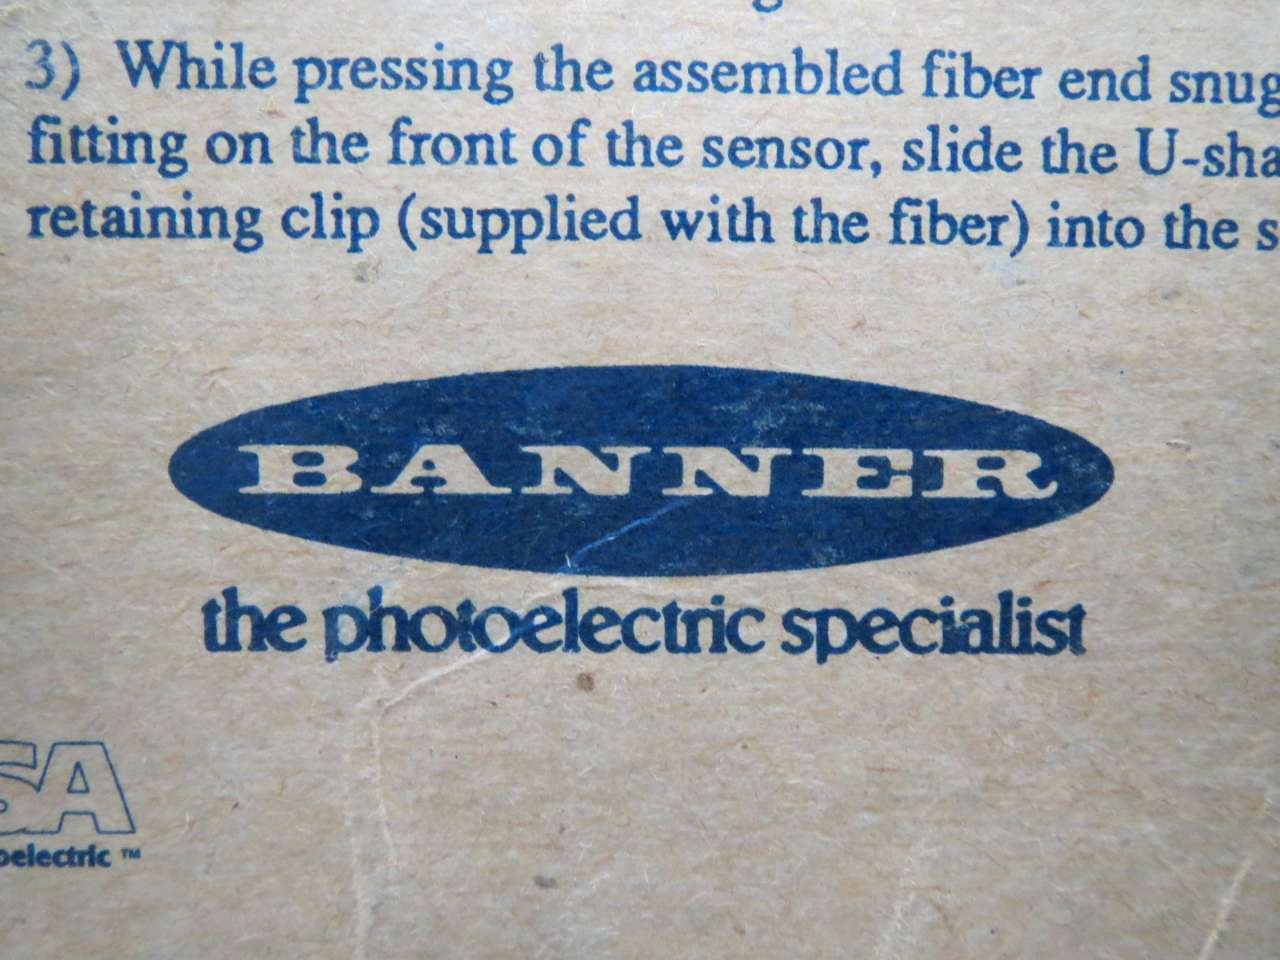 3) While pressing the assembled fiber end snug
fitting on the front of the sensor, slide the U-sha
retaining clip (supplied with the fiber) into the s
BANNER
the photoelectric specialist
SA
oelectric ™